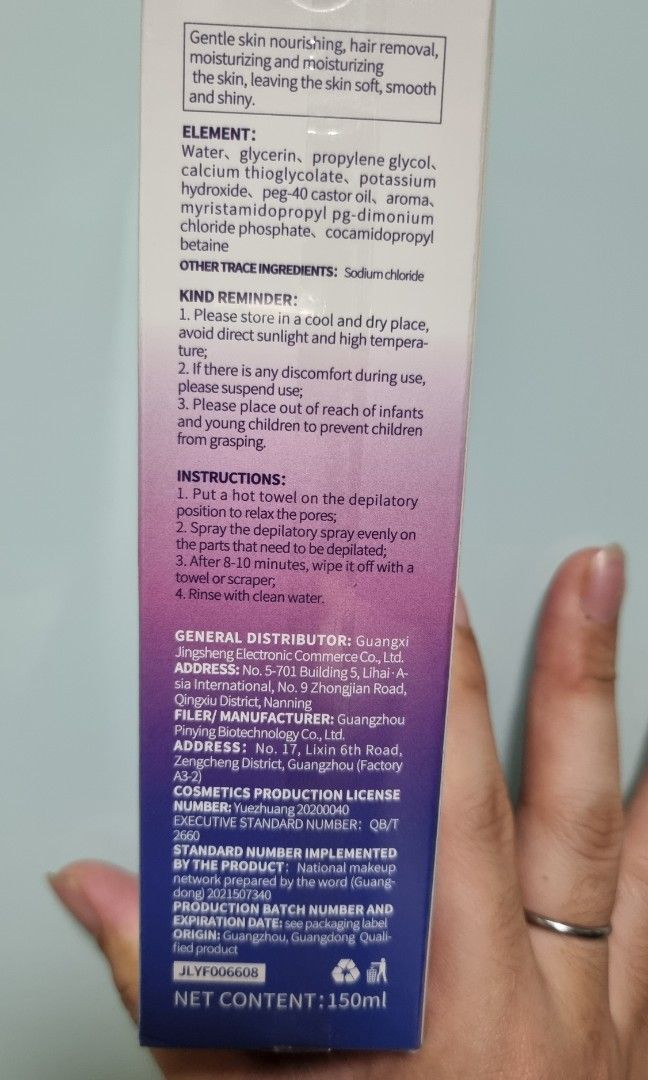 Gentle skin nourishing, hair removal,
moisturizing and moisturizing
the skin, leaving the skin soft, smooth
and shiny.
ELEMENT：
Water、glycerin、propylene glycol、
calcium thioglycolate、potassium
hydroxide、peg-40 castor oil、aroma、
myristamidopropyl pg-dimonium
chloride phosphate、cocamidopropyl
betaine
OTHER TRACE INGREDIENTS：Sodium chloride
KIND REMINDER：
1. Please store in a cool and dry place,
avoid direct sunlight and high tempera-
ture;
2. If there is any discomfort during use,
please suspend use;
3. Please place out of reach of infants
and young children to prevent children
from grasping.
INSTRUCTIONS：
1. Put a hot towel on the depilatory
position to relax the pores;
2. Spray the depilatory spray evenly on
the parts that need to be depilated;
3. After 8-10 minutes, wipe it off with a
towel or scraper;
4. Rinse with clean water.
GENERAL DISTRIBUTOR: Guangxi
Jingsheng Electronic Commerce Co., Ltd.
ADDRESS: No. 5-701 Building 5, Lihai·A-
sia International, No. 9 Zhongjian Road,
Qingxiu District, Nanning
FILER/ MANUFACTURER: Guangzhou
Pinying Biotechnology Co., Ltd.
ADDRESS： No. 17, Lixin 6th Road,
Zengcheng District, Guangzhou (Factory
A3-2)
COSMETICS PRODUCTION LICENSE
NUMBER: Yuezhuang 20200040
EXECUTIVE STANDARD NUMBER： QB/T
2660
STANDARD NUMBER IMPLEMENTED
BY THE PRODUCT： National makeup
network prepared by the word (Guang-
dong) 2021507340
PRODUCTION BATCH NUMBER AND
EXPIRATION DATE: see packaging label
ORIGIN: Guangzhou, Guangdong Quali-
fied product
JLYF006608
NET CONTENT：150ml